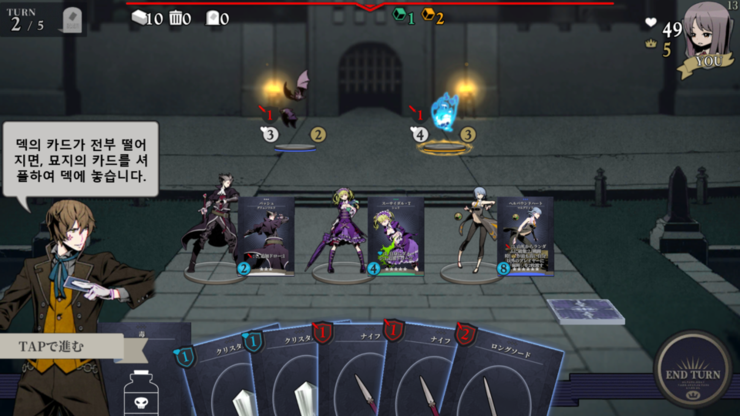 TURN
2 / 5
10
0
0
1
2
13
49
5
YOU
1
3
2
1
4
3
덱의 카드가 전부 떨어
지면, 묘지의 카드를 셔
플하여 덱에 놓습니다.
2
4
8
TAPで進む
毒
1
クリスタ
1
クリスタ
1
ナイフ
1
ナイフ
2
ロングソード
END TURN